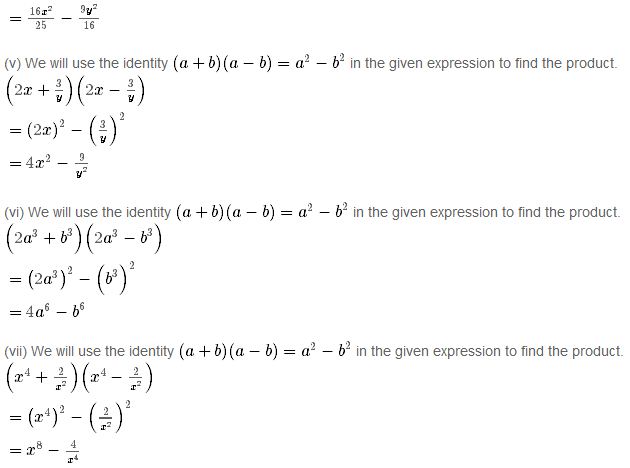 = 16x²/25 − 9y²/16
(v) We will use the identity (a + b)(a − b) = a² − b² in the given expression to find the product.
(2x + 3/y)(2x − 3/y)
= (2x)² − (3/y)²
= 4x² − 9/y²
(vi) We will use the identity (a + b)(a − b) = a² − b² in the given expression to find the product.
(2a³ + b³)(2a³ − b³)
= (2a³)² − (b³)²
= 4a⁶ − b⁶
(vii) We will use the identity (a + b)(a − b) = a² − b² in the given expression to find the product.
(x⁴ + 2/x²)(x⁴ − 2/x²)
= (x⁴)² − (2/x²)²
= x⁸ − 4/x⁴